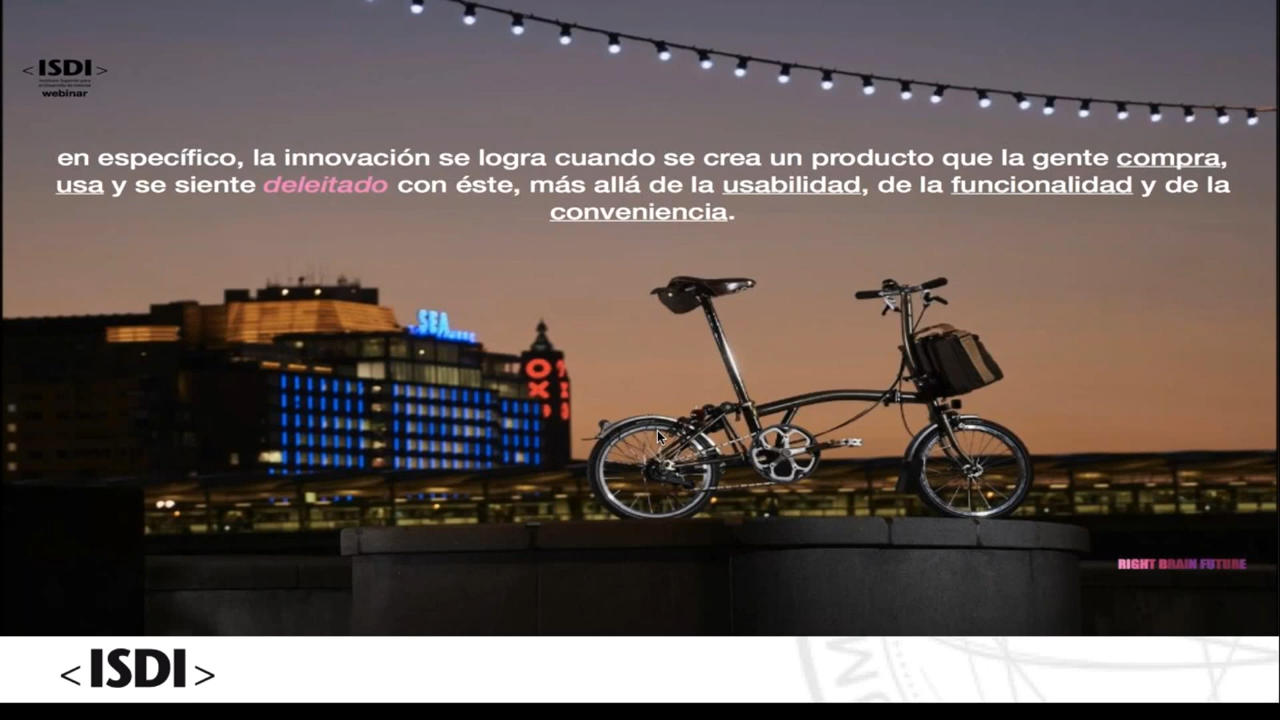 <ISDI>
webinar
en específico, la innovación se logra cuando se crea un producto que la gente compra,
usa y se siente deleitado con éste, más allá de la usabilidad, de la funcionalidad y de la
conveniencia.
SEA
OXO
RIGHT BRAIN FUTURE
<ISDI>